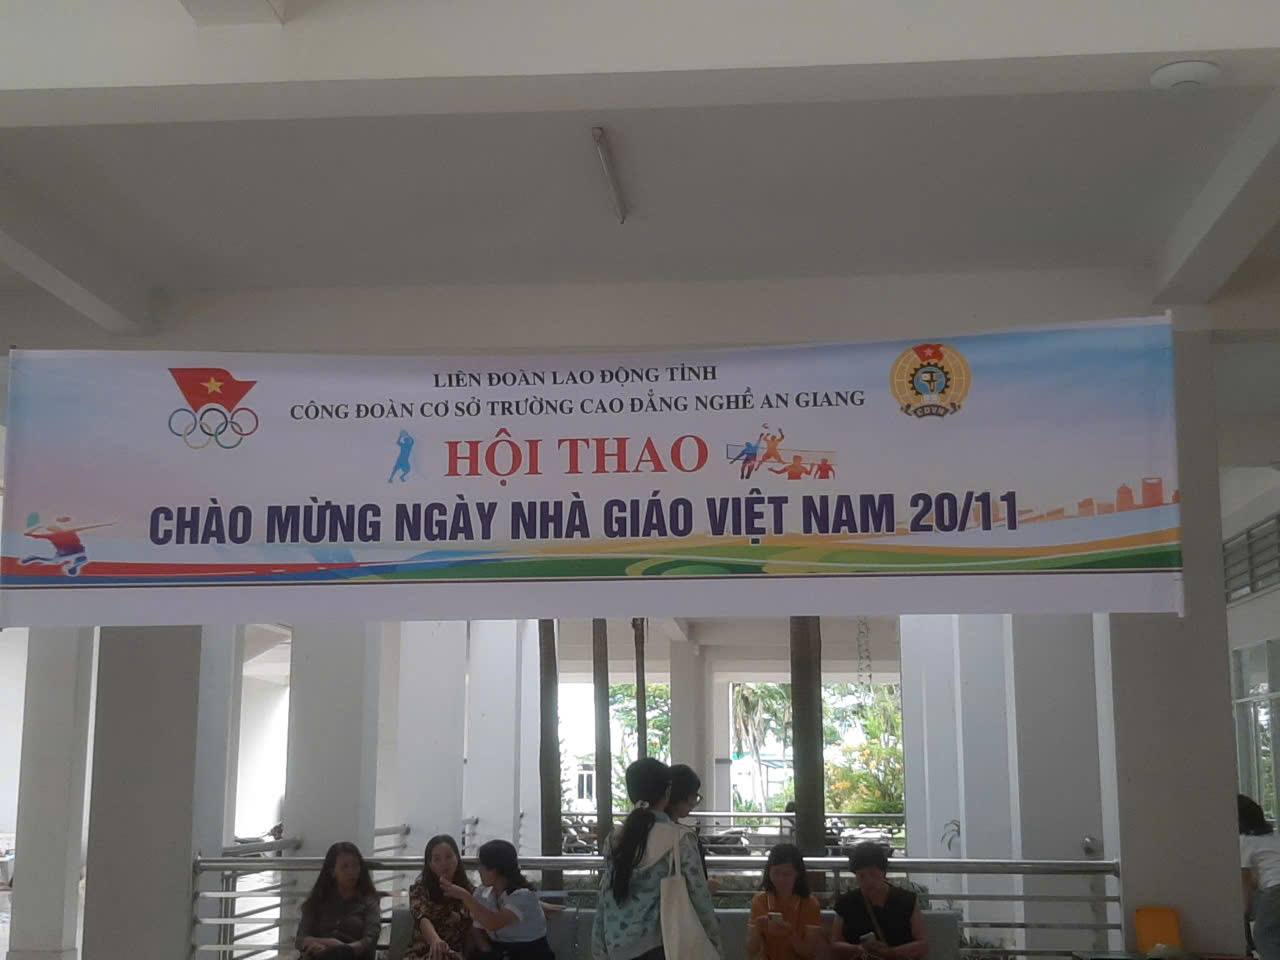 LIÊN ĐOÀN LAO ĐỘNG TỈNH
CÔNG ĐOÀN CƠ SỞ TRƯỜNG CAO ĐẲNG NGHỀ AN GIANG
HỘI THAO
CHÀO MỪNG NGÀY NHÀ GIÁO VIỆT NAM 20/11
CĐVN